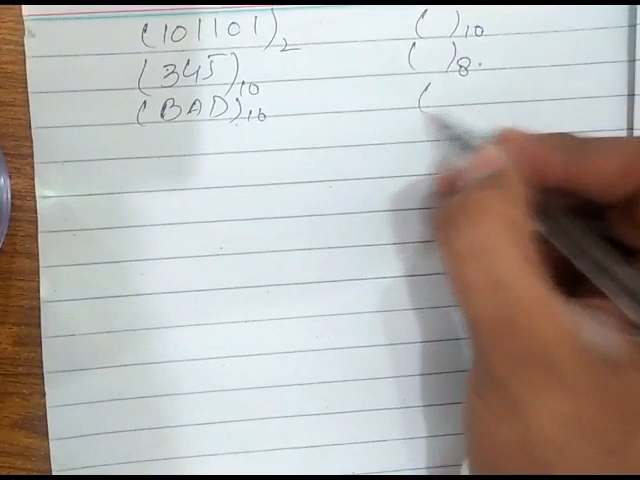 (101101)₂ ( )₁₀
(345)₁₀ ( )₈.
(BAD)₁₆ (